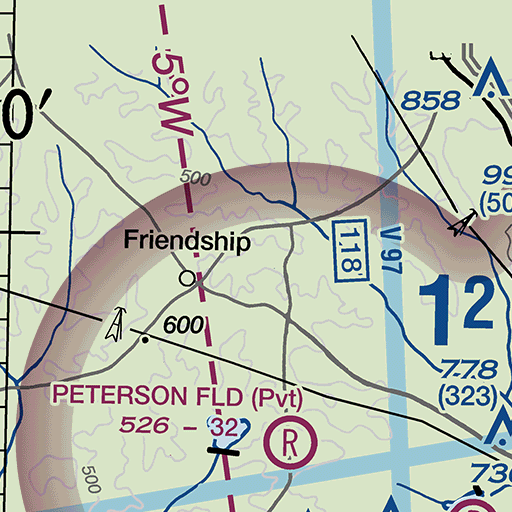 5°W
0'
858
500
99
(50
Friendship
118°
V 97
12
600
778
(323)
PETERSON FLD (Pvt)
526 - 32
R
736
500